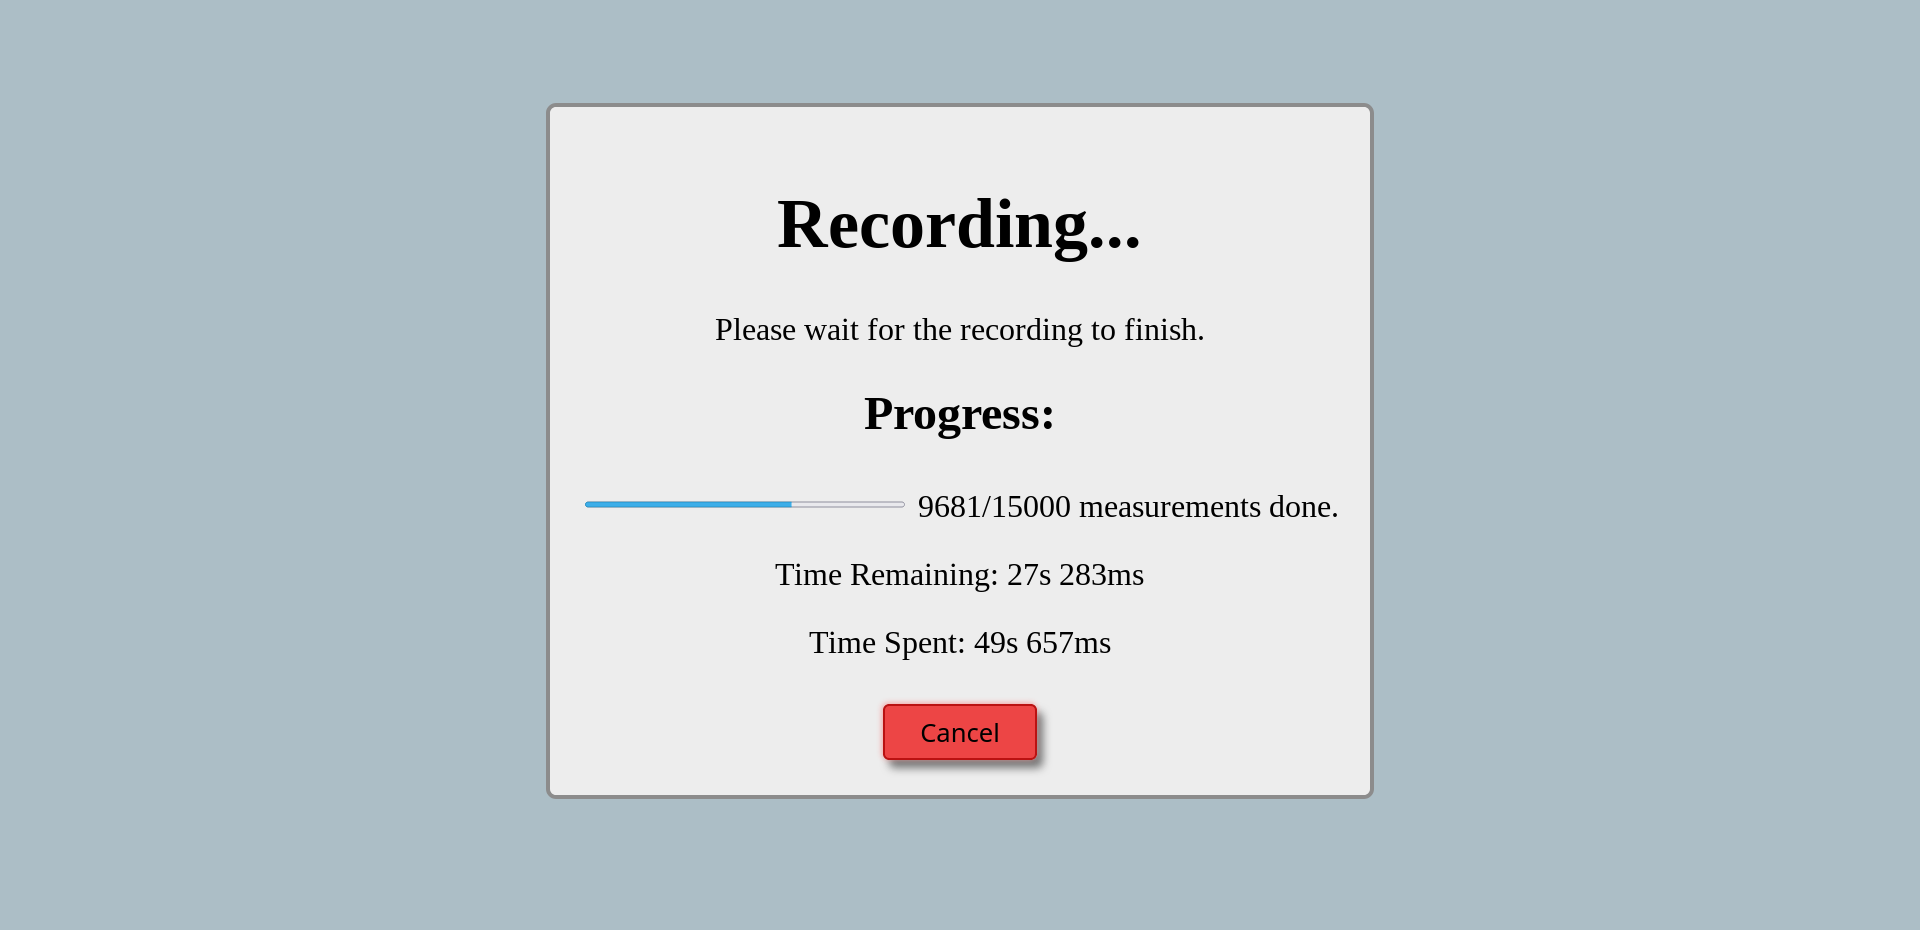 Recording...
Please wait for the recording to finish.
Progress:
9681/15000 measurements done.
Time Remaining: 27s 283ms
Time Spent: 49s 657ms
Cancel